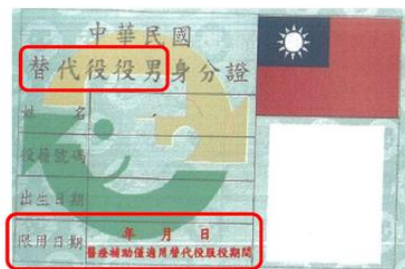 中華民國
替代役役男身分證
姓名
役籍號碼
出生日期
限用日期
年 月 日
醫療補助僅適用替代役服役期間